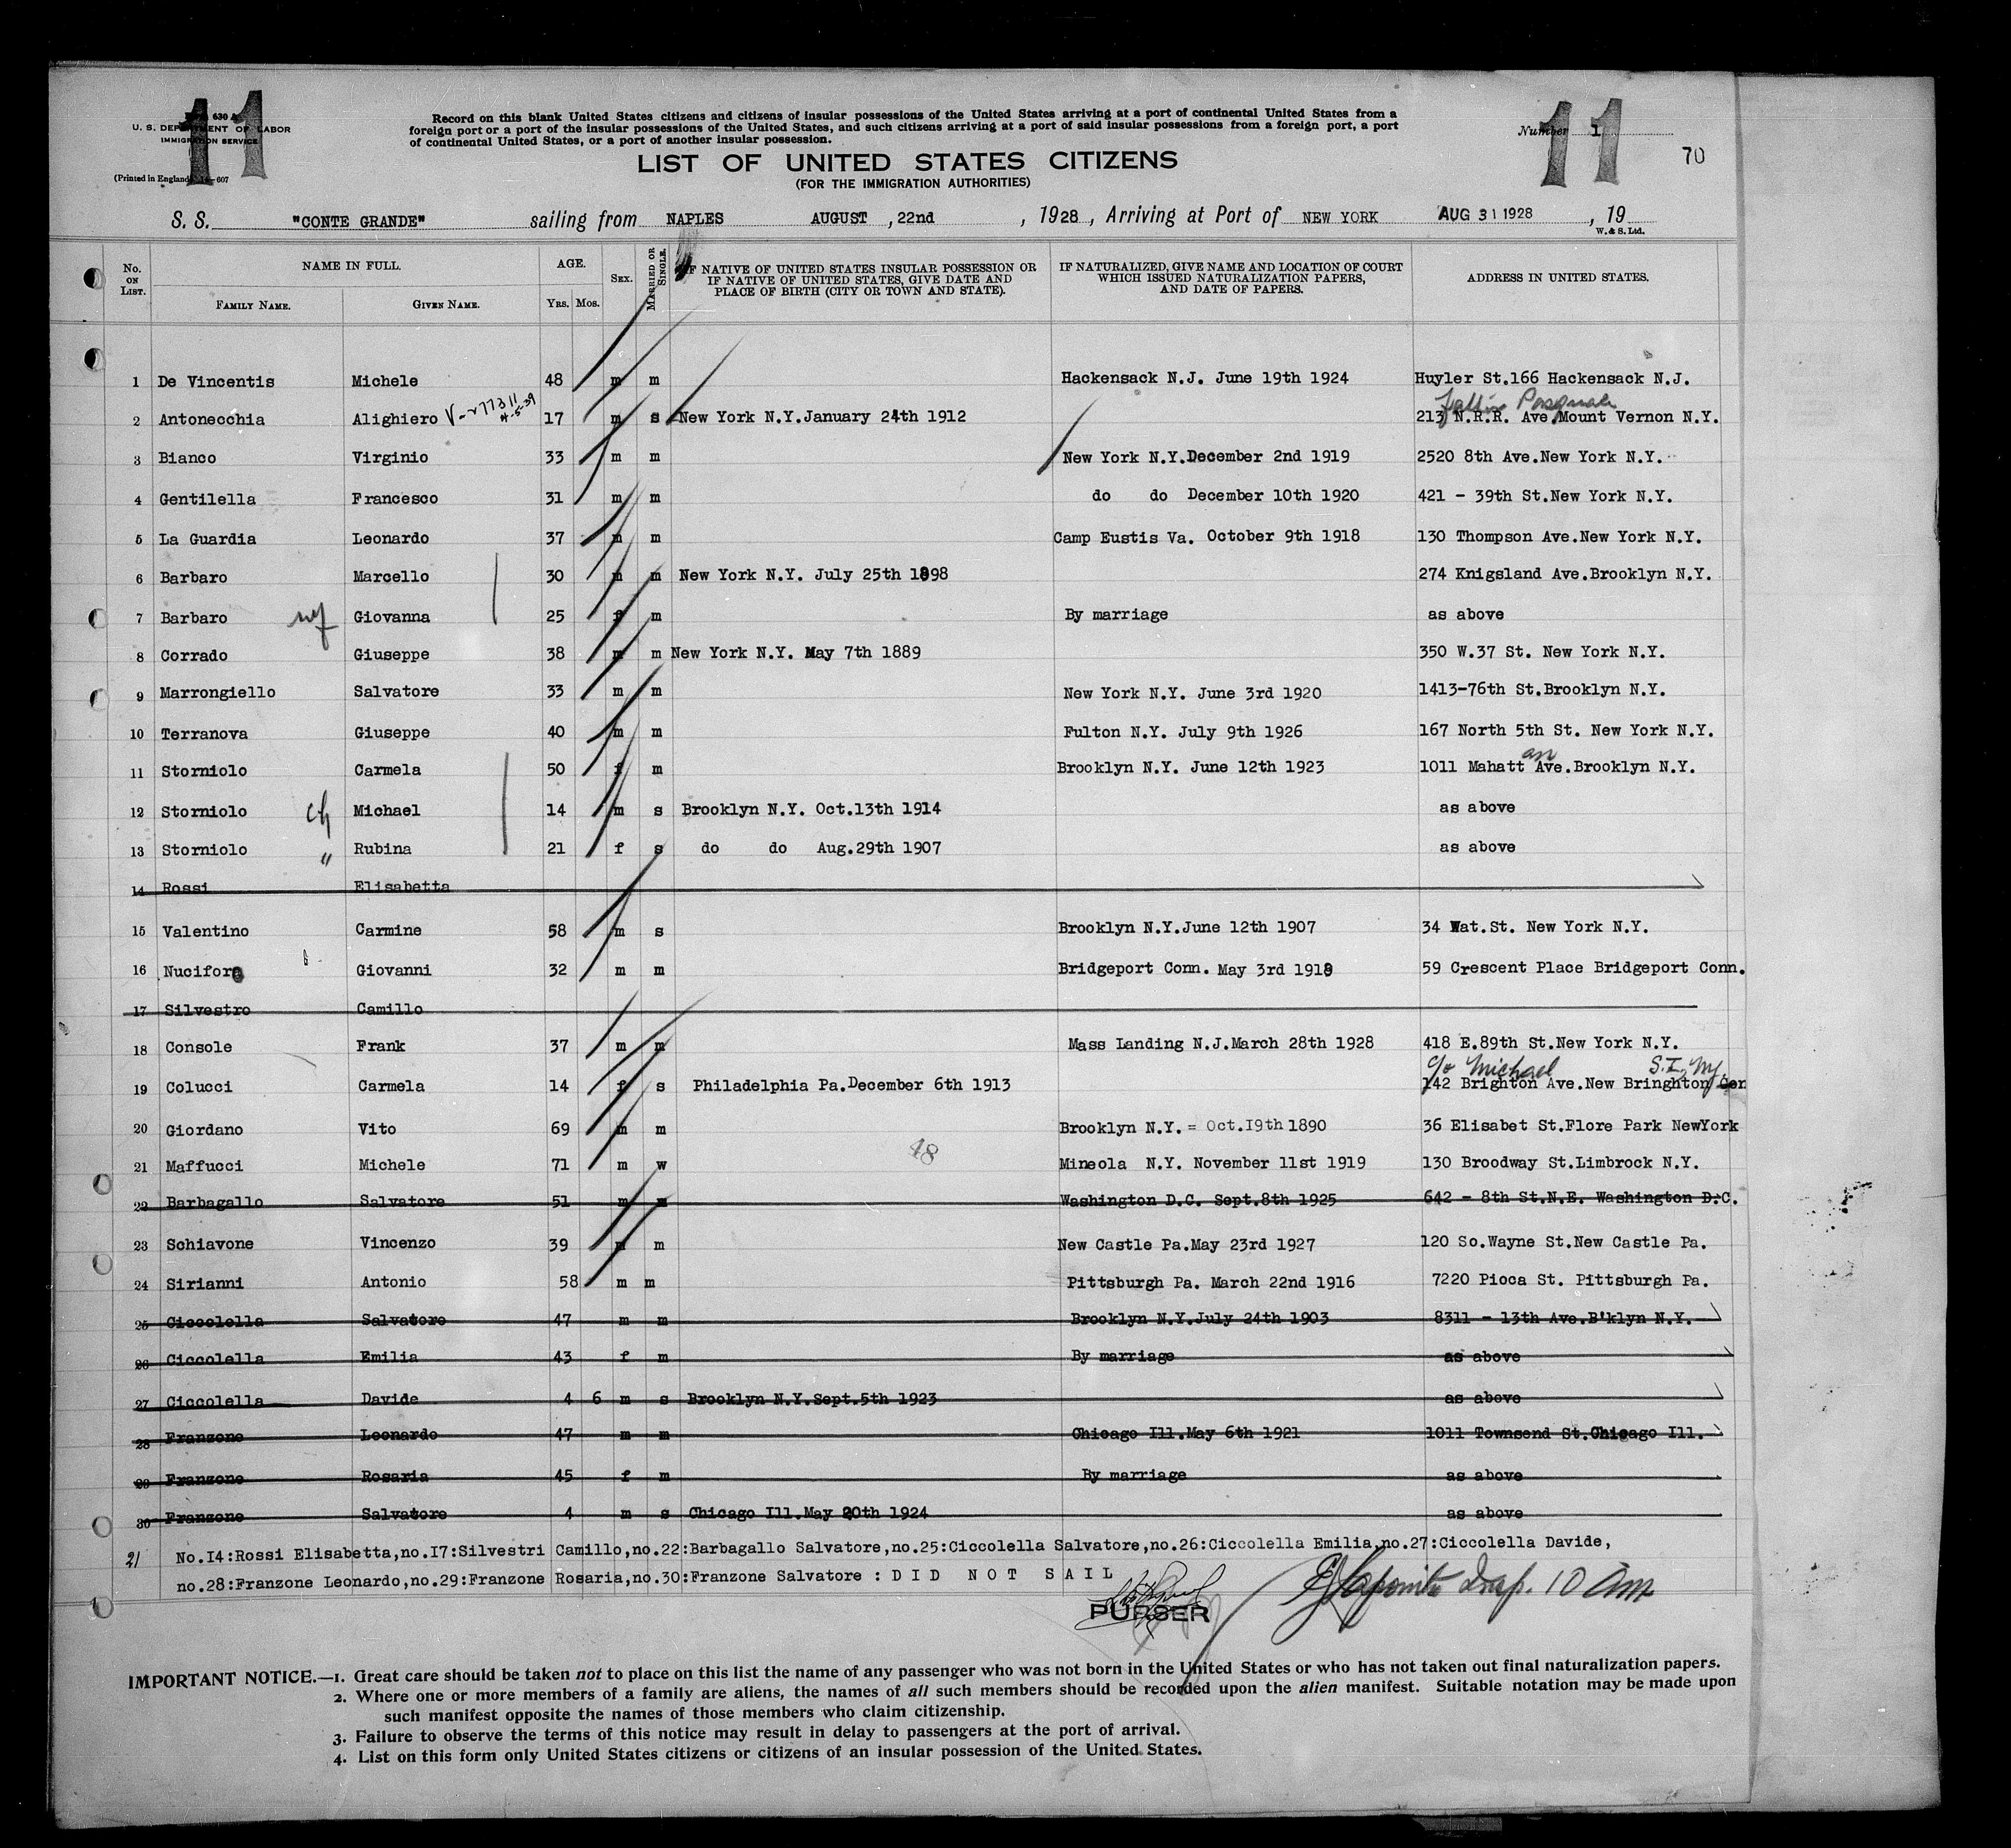 11
630
U. S. DEPARTMENT OF LABOR
IMMIGRATION SERVICE
(Printed in England) 607
Record on this blank United States citizens and citizens of insular possessions of the United States arriving at a port of continental United States from a
foreign port or a port of the insular possessions of the United States, and such citizens arriving at a port of said insular possessions from a foreign port, a port
of continental United States, or a port of another insular possession.
LIST OF UNITED STATES CITIZENS
(FOR THE IMMIGRATION AUTHORITIES)
Number 1
11
70
S. S. "CONTE GRANDE" sailing from NAPLES AUGUST , 22nd , 1928 , Arriving at Port of NEW YORK AUG 31 1928 , 19
W. & S. Ltd.
No. ON LIST. NAME IN FULL. FAMILY NAME. GIVEN NAME. AGE. YRS. MOS. SEX. MARRIED OR SINGLE. IF NATIVE OF UNITED STATES INSULAR POSSESSION OR IF NATIVE OF UNITED STATES, GIVE DATE AND PLACE OF BIRTH (CITY OR TOWN AND STATE). IF NATURALIZED, GIVE NAME AND LOCATION OF COURT WHICH ISSUED NATURALIZATION PAPERS, AND DATE OF PAPERS. ADDRESS IN UNITED STATES.
1 De Vincentis Michele 48 m m Hackensack N.J. June 19th 1924 Huyler St.166 Hackensack N.J.
Pasquale
2 Antonecchia Alighiero V-277311 4-5-39 17 m s New York N.Y.January 24th 1912 213 N.R.R. Ave.Mount Vernon N.Y.
3 Bianco Virginio 33 m m New York N.Y.December 2nd 1919 2520 8th Ave.New York N.Y.
4 Gentilella Francesco 31 m m do do December 10th 1920 421 - 39th St.New York N.Y.
5 La Guardia Leonardo 37 m m Camp Eustis Va. October 9th 1918 130 Thompson Ave.New York N.Y.
6 Barbaro Marcello 30 m m New York N.Y. July 25th 1898 274 Knigsland Ave.Brooklyn N.Y.
7 Barbaro wf Giovanna 25 f m By marriage as above
8 Corrado Giuseppe 38 m m New York N.Y. May 7th 1889 350 W.37 St. New York N.Y.
9 Marrongiello Salvatore 33 m m New York N.Y. June 3rd 1920 1413-76th St.Brooklyn N.Y.
10 Terranova Giuseppe 40 m m Fulton N.Y. July 9th 1926 167 North 5th St. New York N.Y.
an
11 Storniolo Carmela 50 f m Brooklyn N.Y. June 12th 1923 1011 Mahatt Ave.Brooklyn N.Y.
12 Storniolo ch Michael 14 m s Brooklyn N.Y. Oct.13th 1914 as above
13 Storniolo " Rubina 21 f s do do Aug.29th 1907 as above
14 Rossi Elisabetta
15 Valentino Carmine 58 m s Brooklyn N.Y.June 12th 1907 34 Wat.St. New York N.Y.
16 Nucifore Giovanni 32 m m Bridgeport Conn. May 3rd 1918 59 Crescent Place Bridgeport Conn.
17 Silvestro Camillo
18 Console Frank 37 m m Mass Landing N.J.March 28th 1928 418 E.89th St.New York N.Y.
c/o Michael S.I. NY
19 Colucci Carmela 14 f s Philadelphia Pa.December 6th 1913 142 Brighton Ave.New Bringhton Con
20 Giordano Vito 69 m m Brooklyn N.Y.= Oct.I9th 1890 36 Elisabet St.Flore Park NewYork
48
21 Maffucci Michele 71 m w Mineola N.Y. November 11st 1919 130 Broodway St.Limbrock N.Y.
22 Barbagallo Salvatore 51 m m Washington D.C. Sept.8th 1925 642 - 8th St.N.E. Washington D.C.
23 Schiavone Vincenzo 39 m m New Castle Pa.May 23rd 1927 120 So.Wayne St.New Castle Pa.
24 Sirianni Antonio 58 m m Pittsburgh Pa. March 22nd 1916 7220 Pioca St. Pittsburgh Pa.
25 Ciccolella Salvatore 47 m m Brooklyn N.Y.July 24th 1903 8311 - 13th Ave.B'klyn N.Y.
26 Ciccolella Emilia 43 f m By marriage as above
27 Ciccolella Davide 4 6 m s Brooklyn N.Y.Sept.5th 1923 as above
28 Franzone Leonardo 47 m m Chicago Ill.May 6th 1921 1011 Townsend St.Chicago Ill.
29 Franzone Rosaria 45 f m By marriage as above
30 Franzone Salvatore 4 m s Chicago Ill.May 20th 1924 as above
21 No.I4:Rossi Elisabetta,no.I7:Silvestri Camillo,no.22:Barbagallo Salvatore,no.25:Ciccolella Salvatore,no.26:Ciccolella Emilia,no.27:Ciccolella Davide,
no.28:Franzone Leonardo,no.29:Franzone Rosaria,no.30:Franzone Salvatore : DID NOT SAIL
PURSER
Insp. 10 Am
IMPORTANT NOTICE.—1. Great care should be taken not to place on this list the name of any passenger who was not born in the United States or who has not taken out final naturalization papers.
2. Where one or more members of a family are aliens, the names of all such members should be recorded upon the alien manifest. Suitable notation may be made upon
such manifest opposite the names of those members who claim citizenship.
3. Failure to observe the terms of this notice may result in delay to passengers at the port of arrival.
4. List on this form only United States citizens or citizens of an insular possession of the United States.